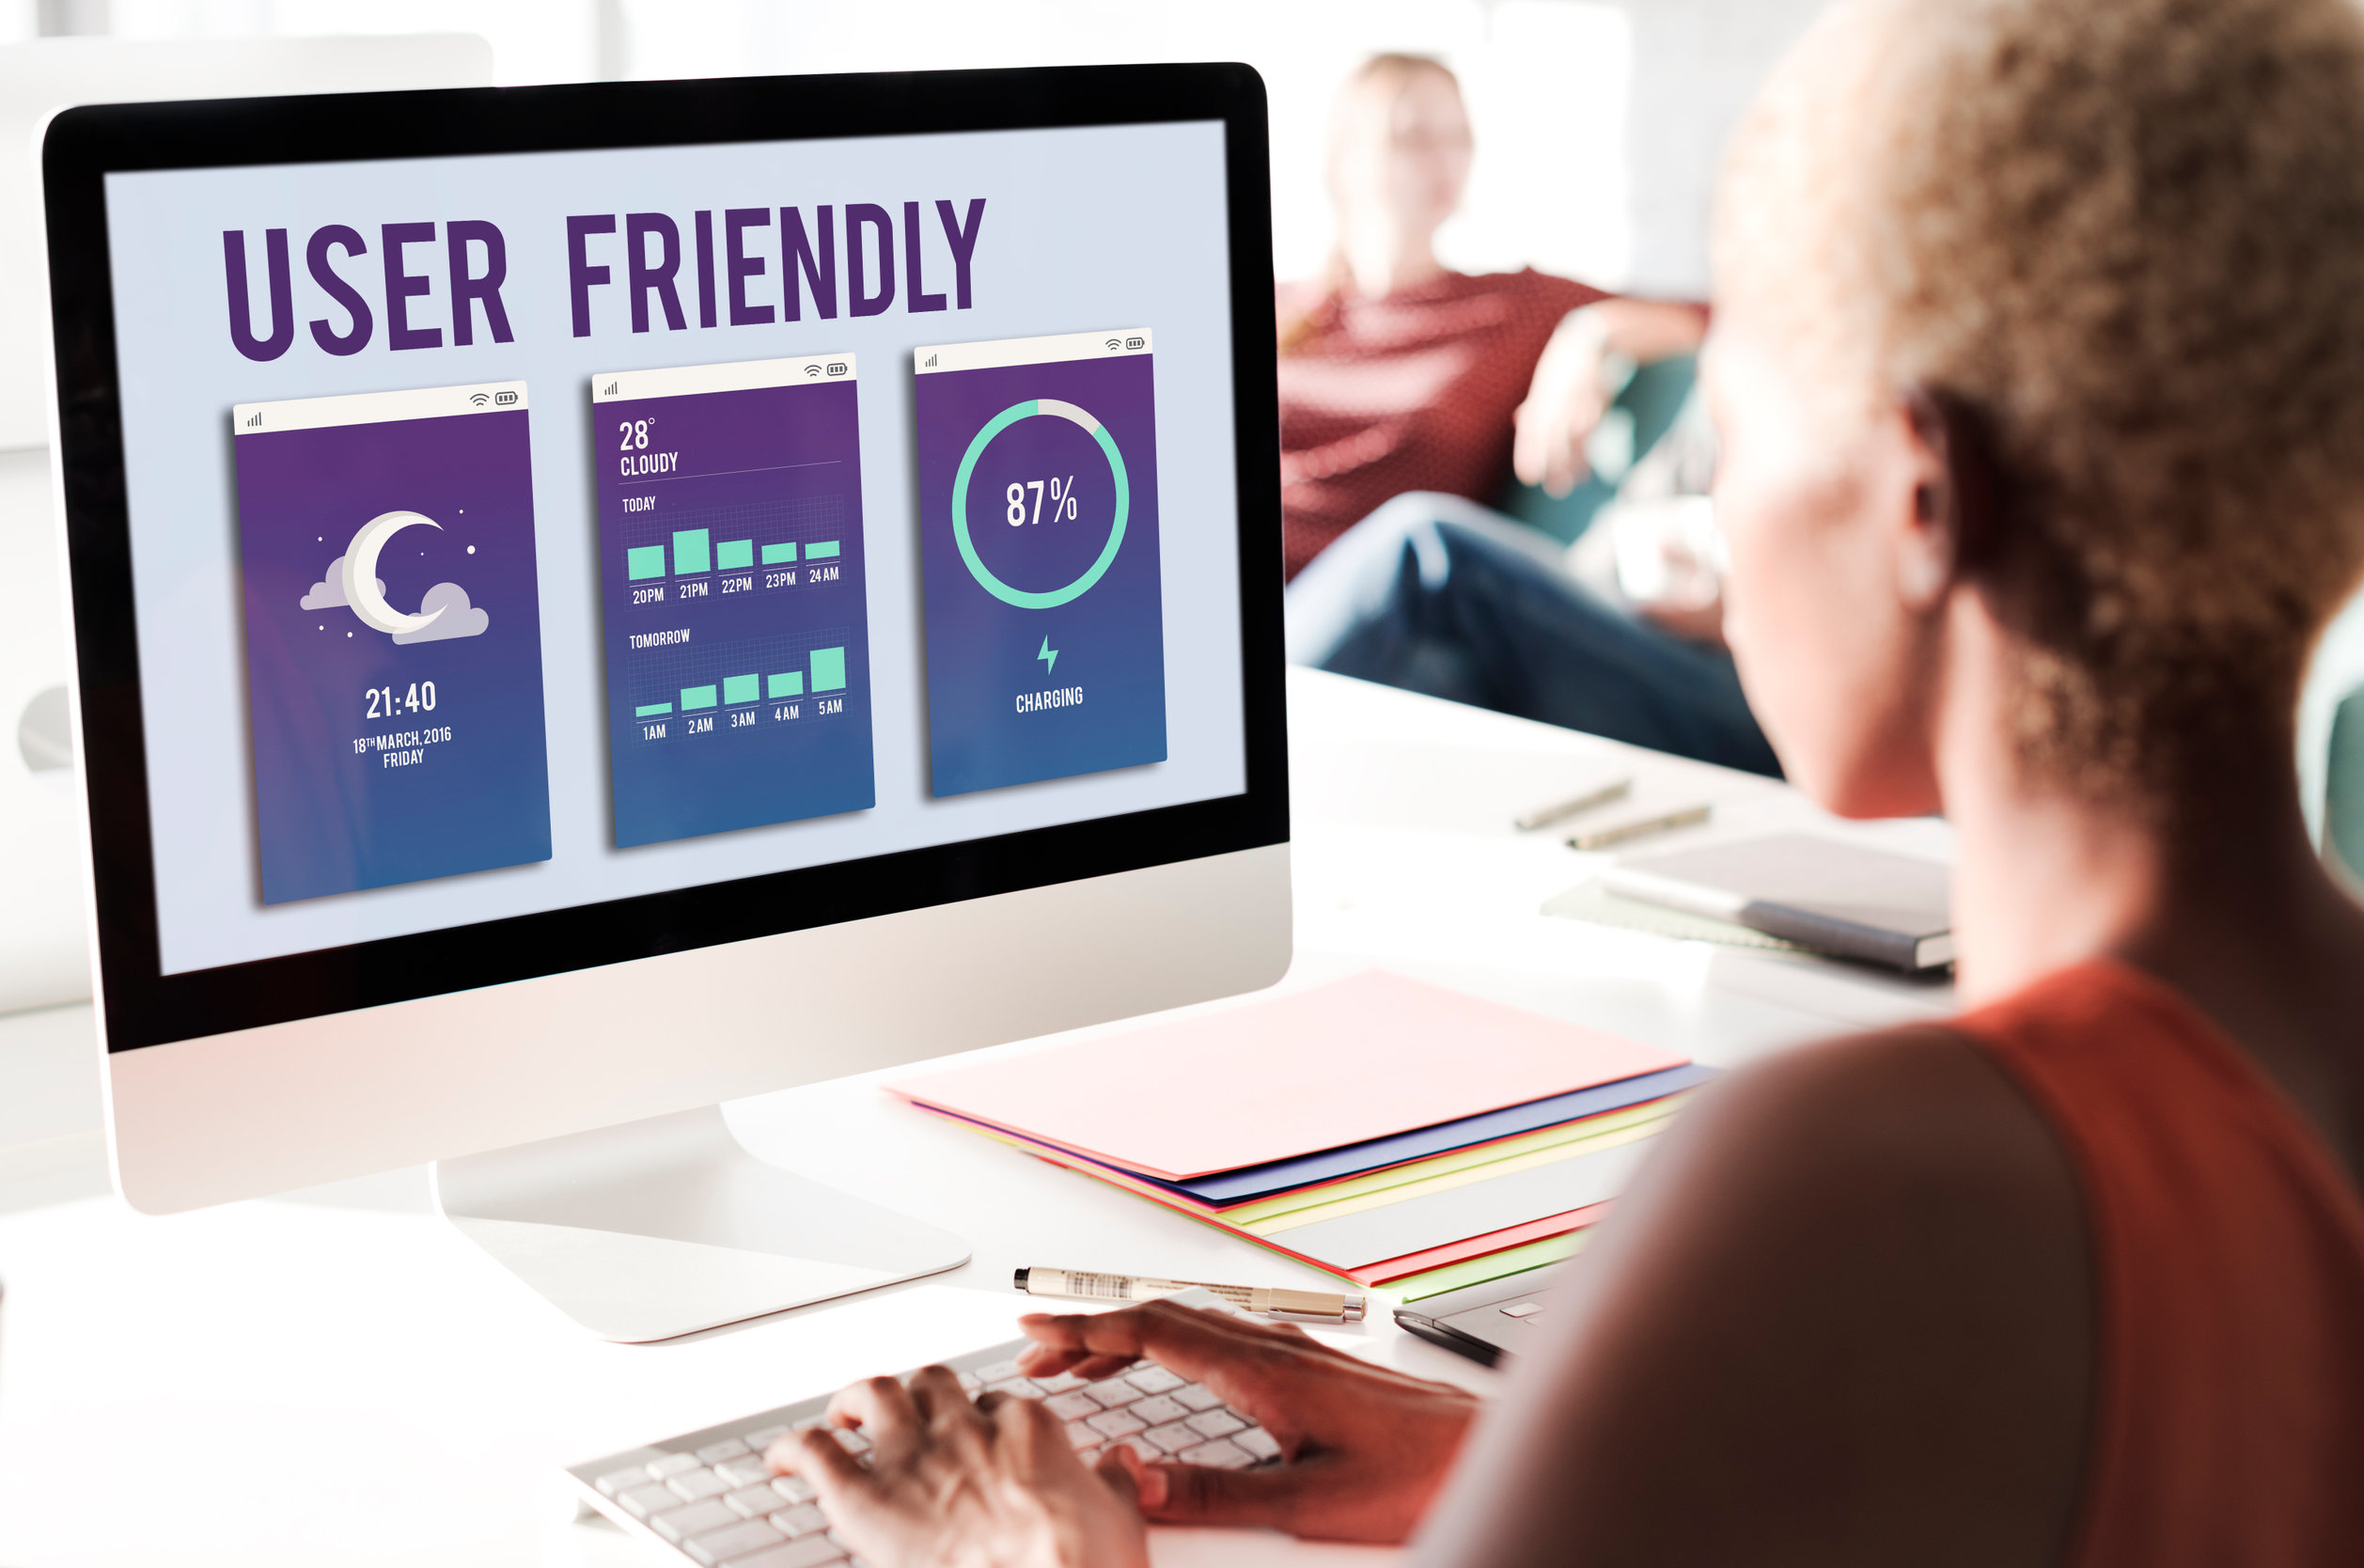 USER FRIENDLY
21:40
18TH MARCH, 2016
FRIDAY
28°
CLOUDY
TODAY
20PM 21PM 22PM 23PM 24AM
TOMORROW
1AM 2AM 3AM 4AM 5AM
87%
CHARGING